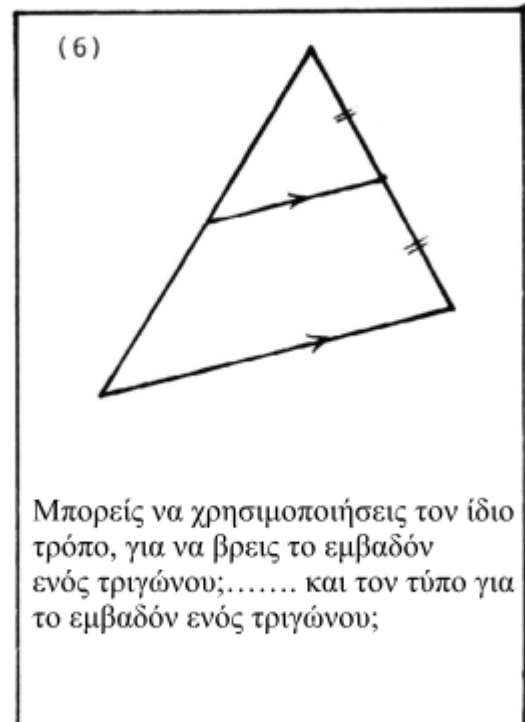 (6)
Μπορείς να χρησιμοποιήσεις τον ίδιο
τρόπο, για να βρεις το εμβαδόν
ενός τριγώνου;....... και τον τύπο για
το εμβαδόν ενός τριγώνου;